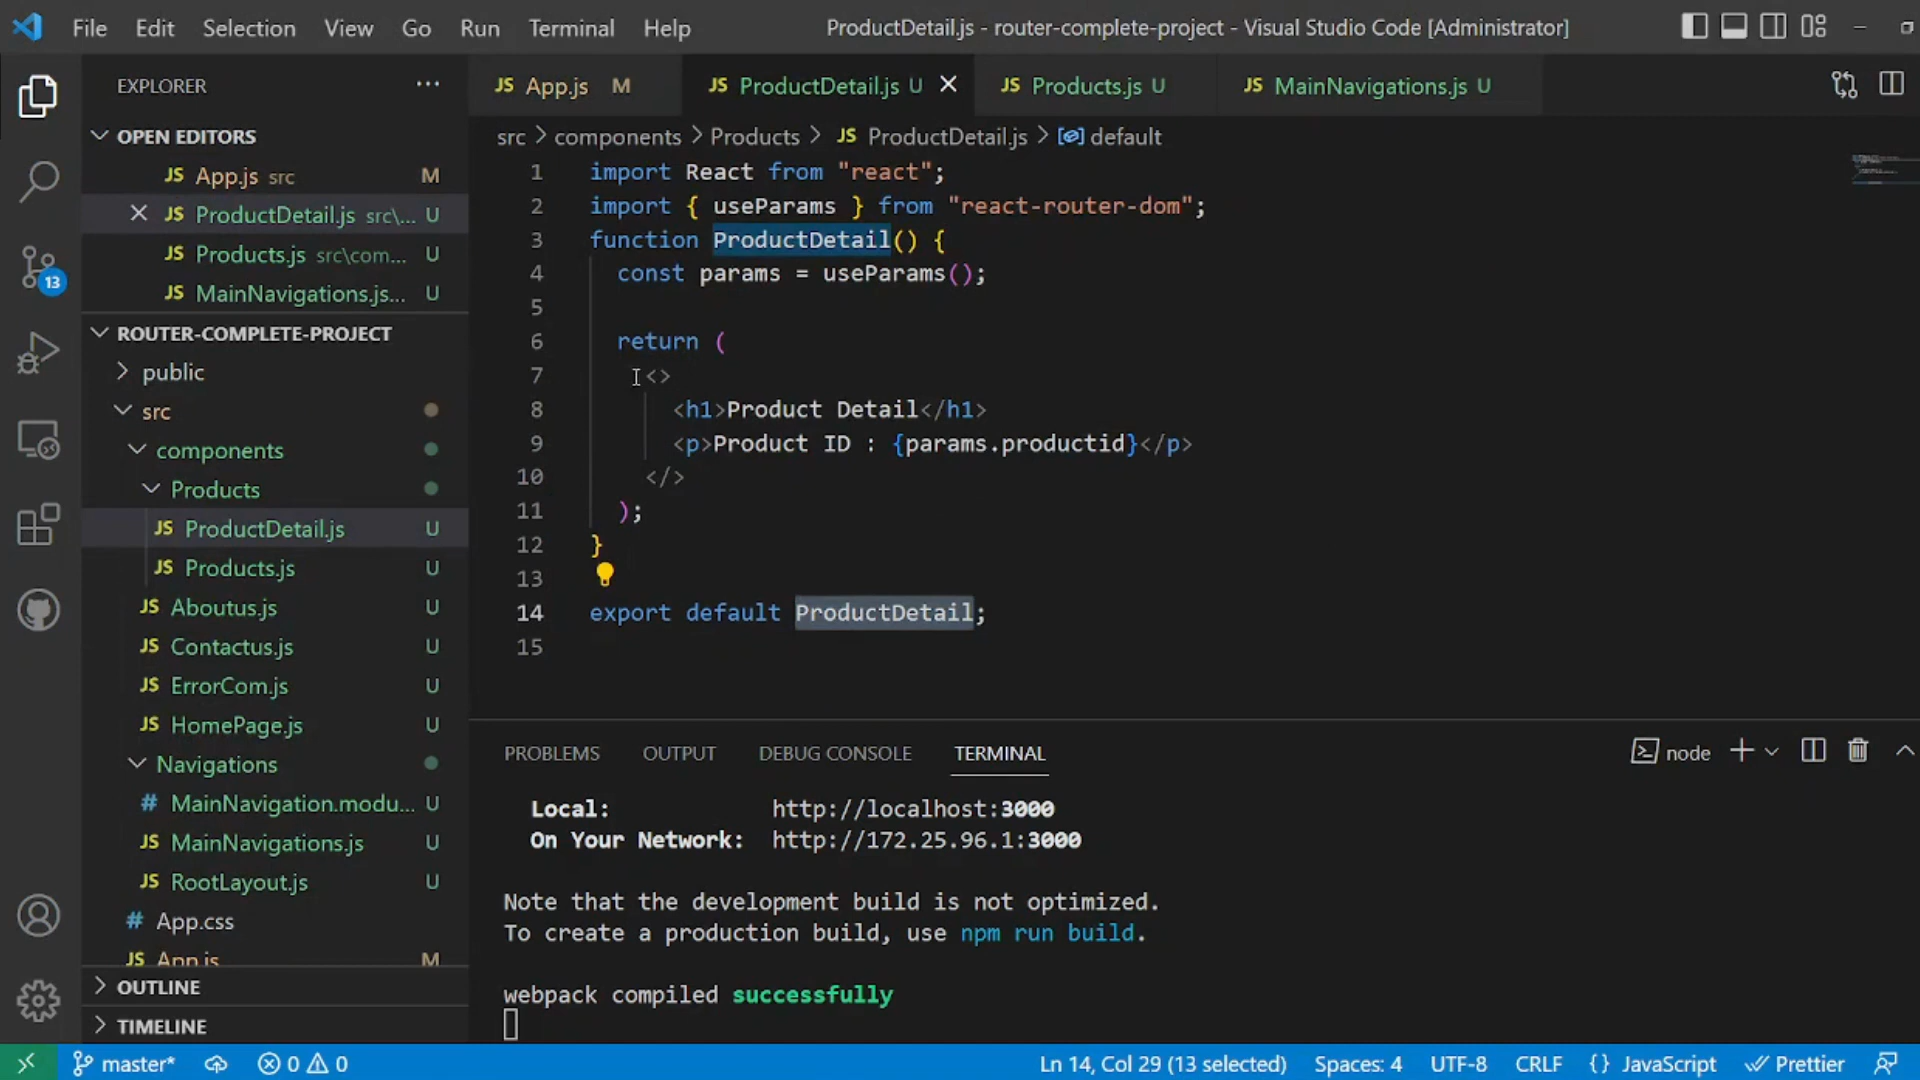 File Edit Selection View Go Run Terminal Help ProductDetail.js - router-complete-project - Visual Studio Code [Administrator]
EXPLORER ···
OPEN EDITORS
JS App.js src M
JS ProductDetail.js src\... U
JS Products.js src\com... U
JS MainNavigations.js... U
ROUTER-COMPLETE-PROJECT
public
src
components
Products
JS ProductDetail.js U
JS Products.js U
JS Aboutus.js U
JS Contactus.js U
JS ErrorCom.js U
JS HomePage.js U
Navigations
# MainNavigation.modu... U
JS MainNavigations.js U
JS RootLayout.js U
# App.css
JS App.js M
OUTLINE
TIMELINE
13
JS App.js M JS ProductDetail.js U JS Products.js U JS MainNavigations.js U
src > components > Products > JS ProductDetail.js > default
1 import React from "react";
2 import { useParams } from "react-router-dom";
3 function ProductDetail() {
4 const params = useParams();
5
6 return (
7 <>
8 <h1>Product Detail</h1>
9 <p>Product ID : {params.productid}</p>
10 </>
11 );
12 }
13
14 export default ProductDetail;
15
PROBLEMS OUTPUT DEBUG CONSOLE TERMINAL node
Local: http://localhost:3000
On Your Network: http://172.25.96.1:3000
Note that the development build is not optimized.
To create a production build, use npm run build.
webpack compiled successfully
master* 0 0 Ln 14, Col 29 (13 selected) Spaces: 4 UTF-8 CRLF {} JavaScript Prettier